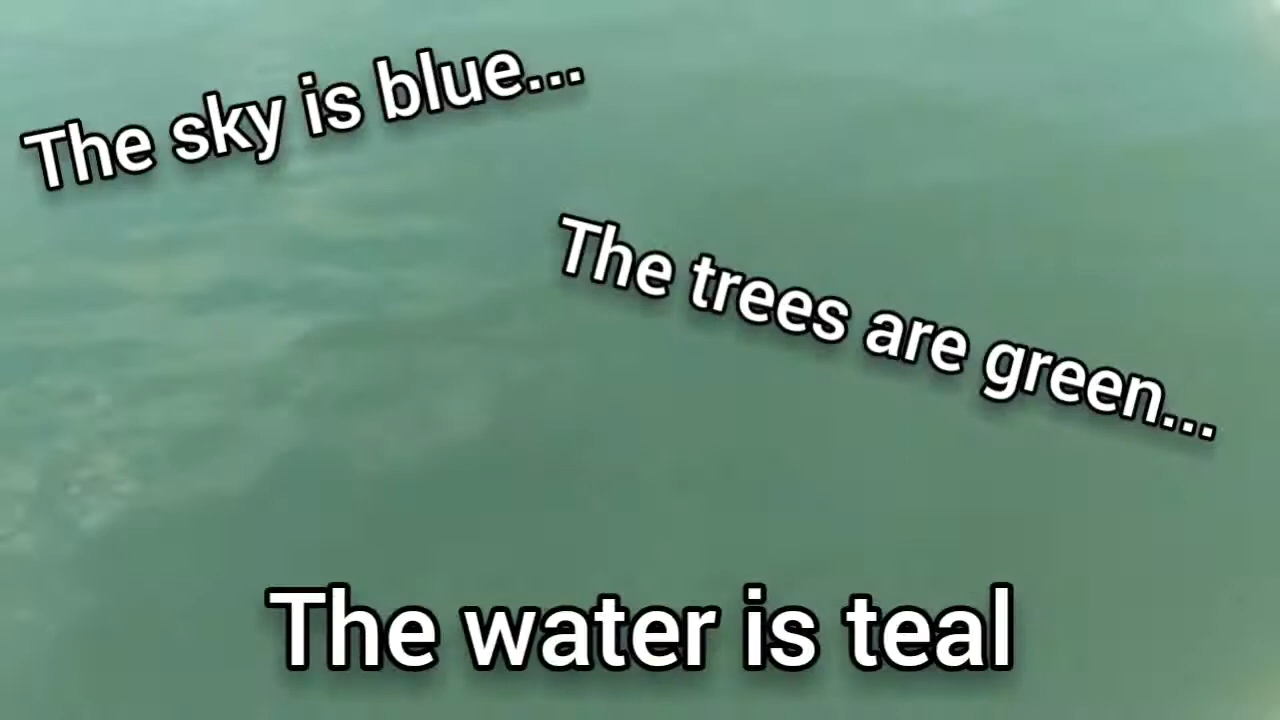 The sky is blue...
The trees are green...
The water is teal